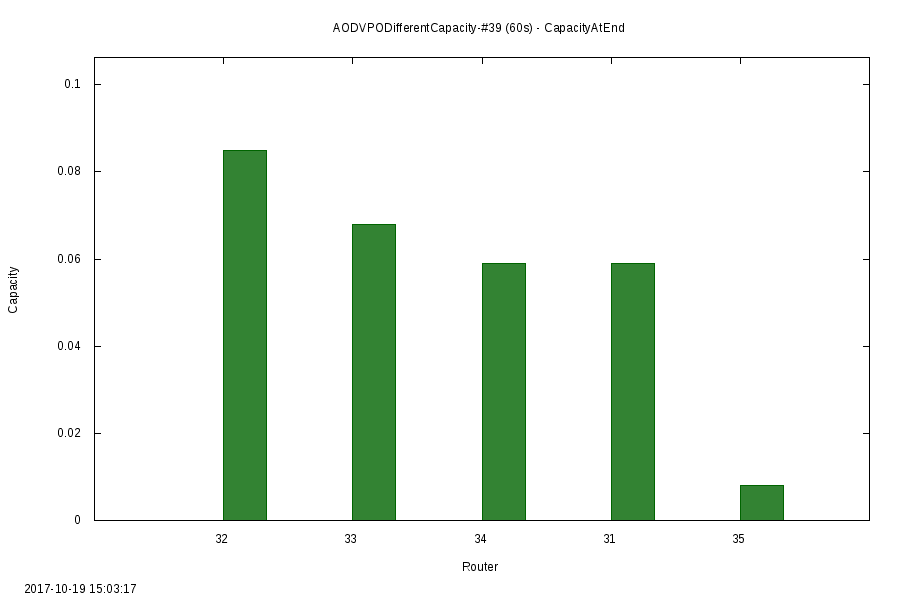 AODVPODifferentCapacity-#39 (60s) - CapacityAtEnd
0.1
0.08
0.06
0.04
0.02
0
Capacity
32 33 34 31 35
Router
2017-10-19 15:03:17